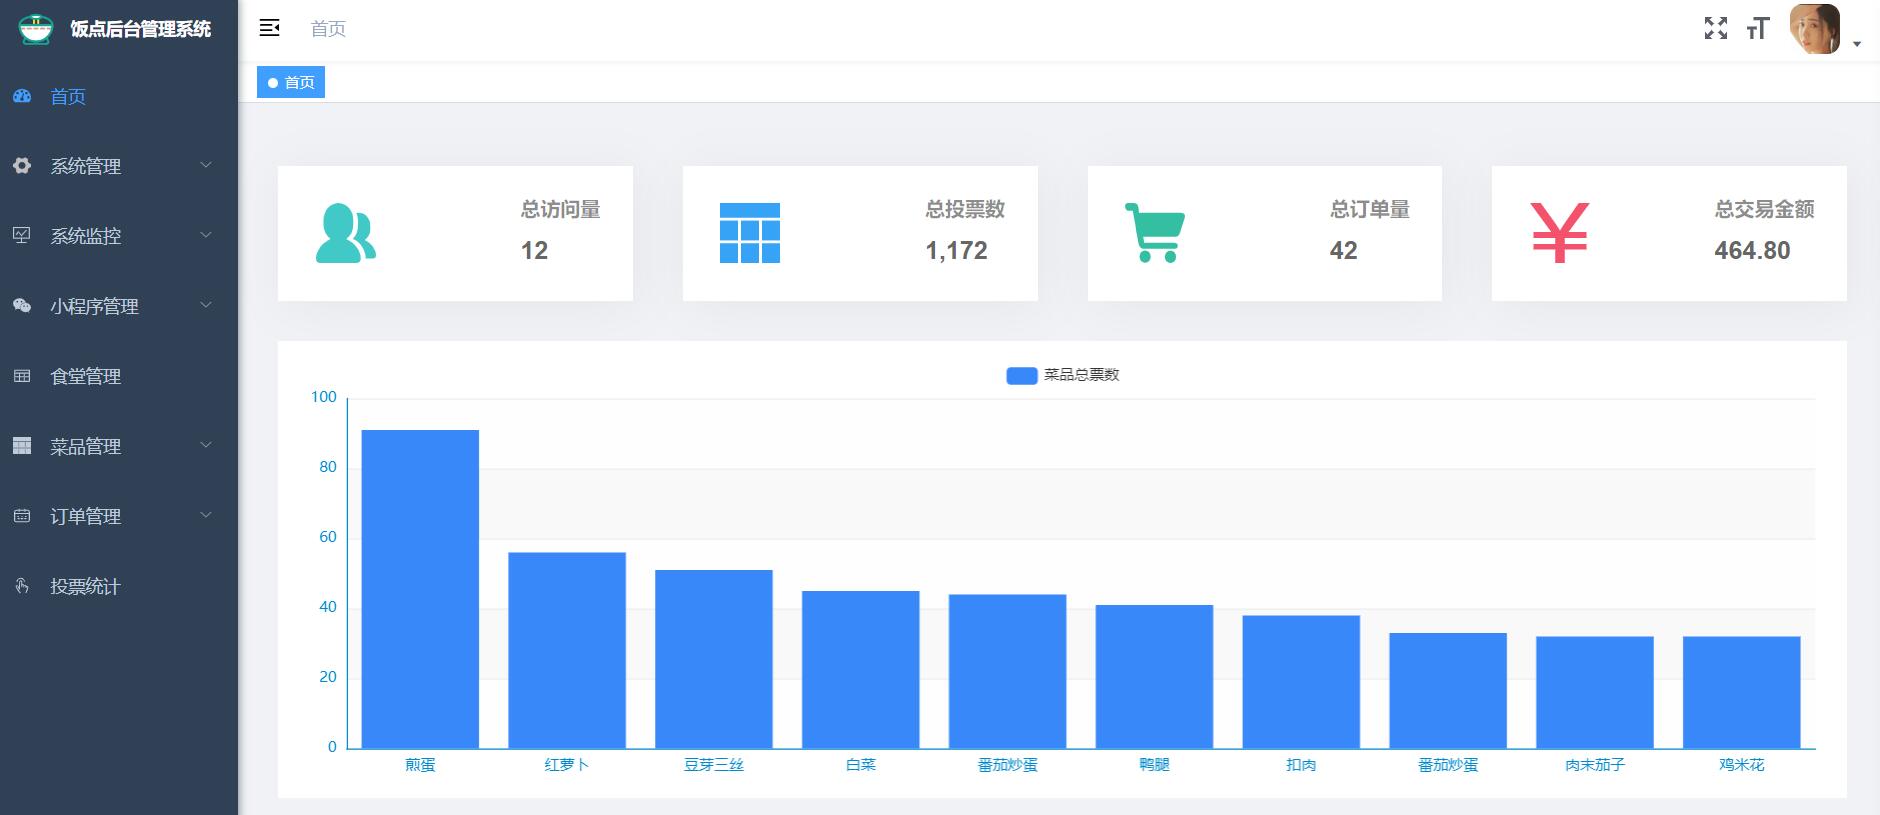 饭点后台管理系统
首页
系统管理
系统监控
小程序管理
食堂管理
菜品管理
订单管理
投票统计
首页
首页
总访问量
12
总投票数
1,172
总订单量
42
总交易金额
464.80
菜品总票数
100
80
60
40
20
0
煎蛋 红萝卜 豆芽三丝 白菜 番茄炒蛋 鸭腿 扣肉 番茄炒蛋 肉末茄子 鸡米花